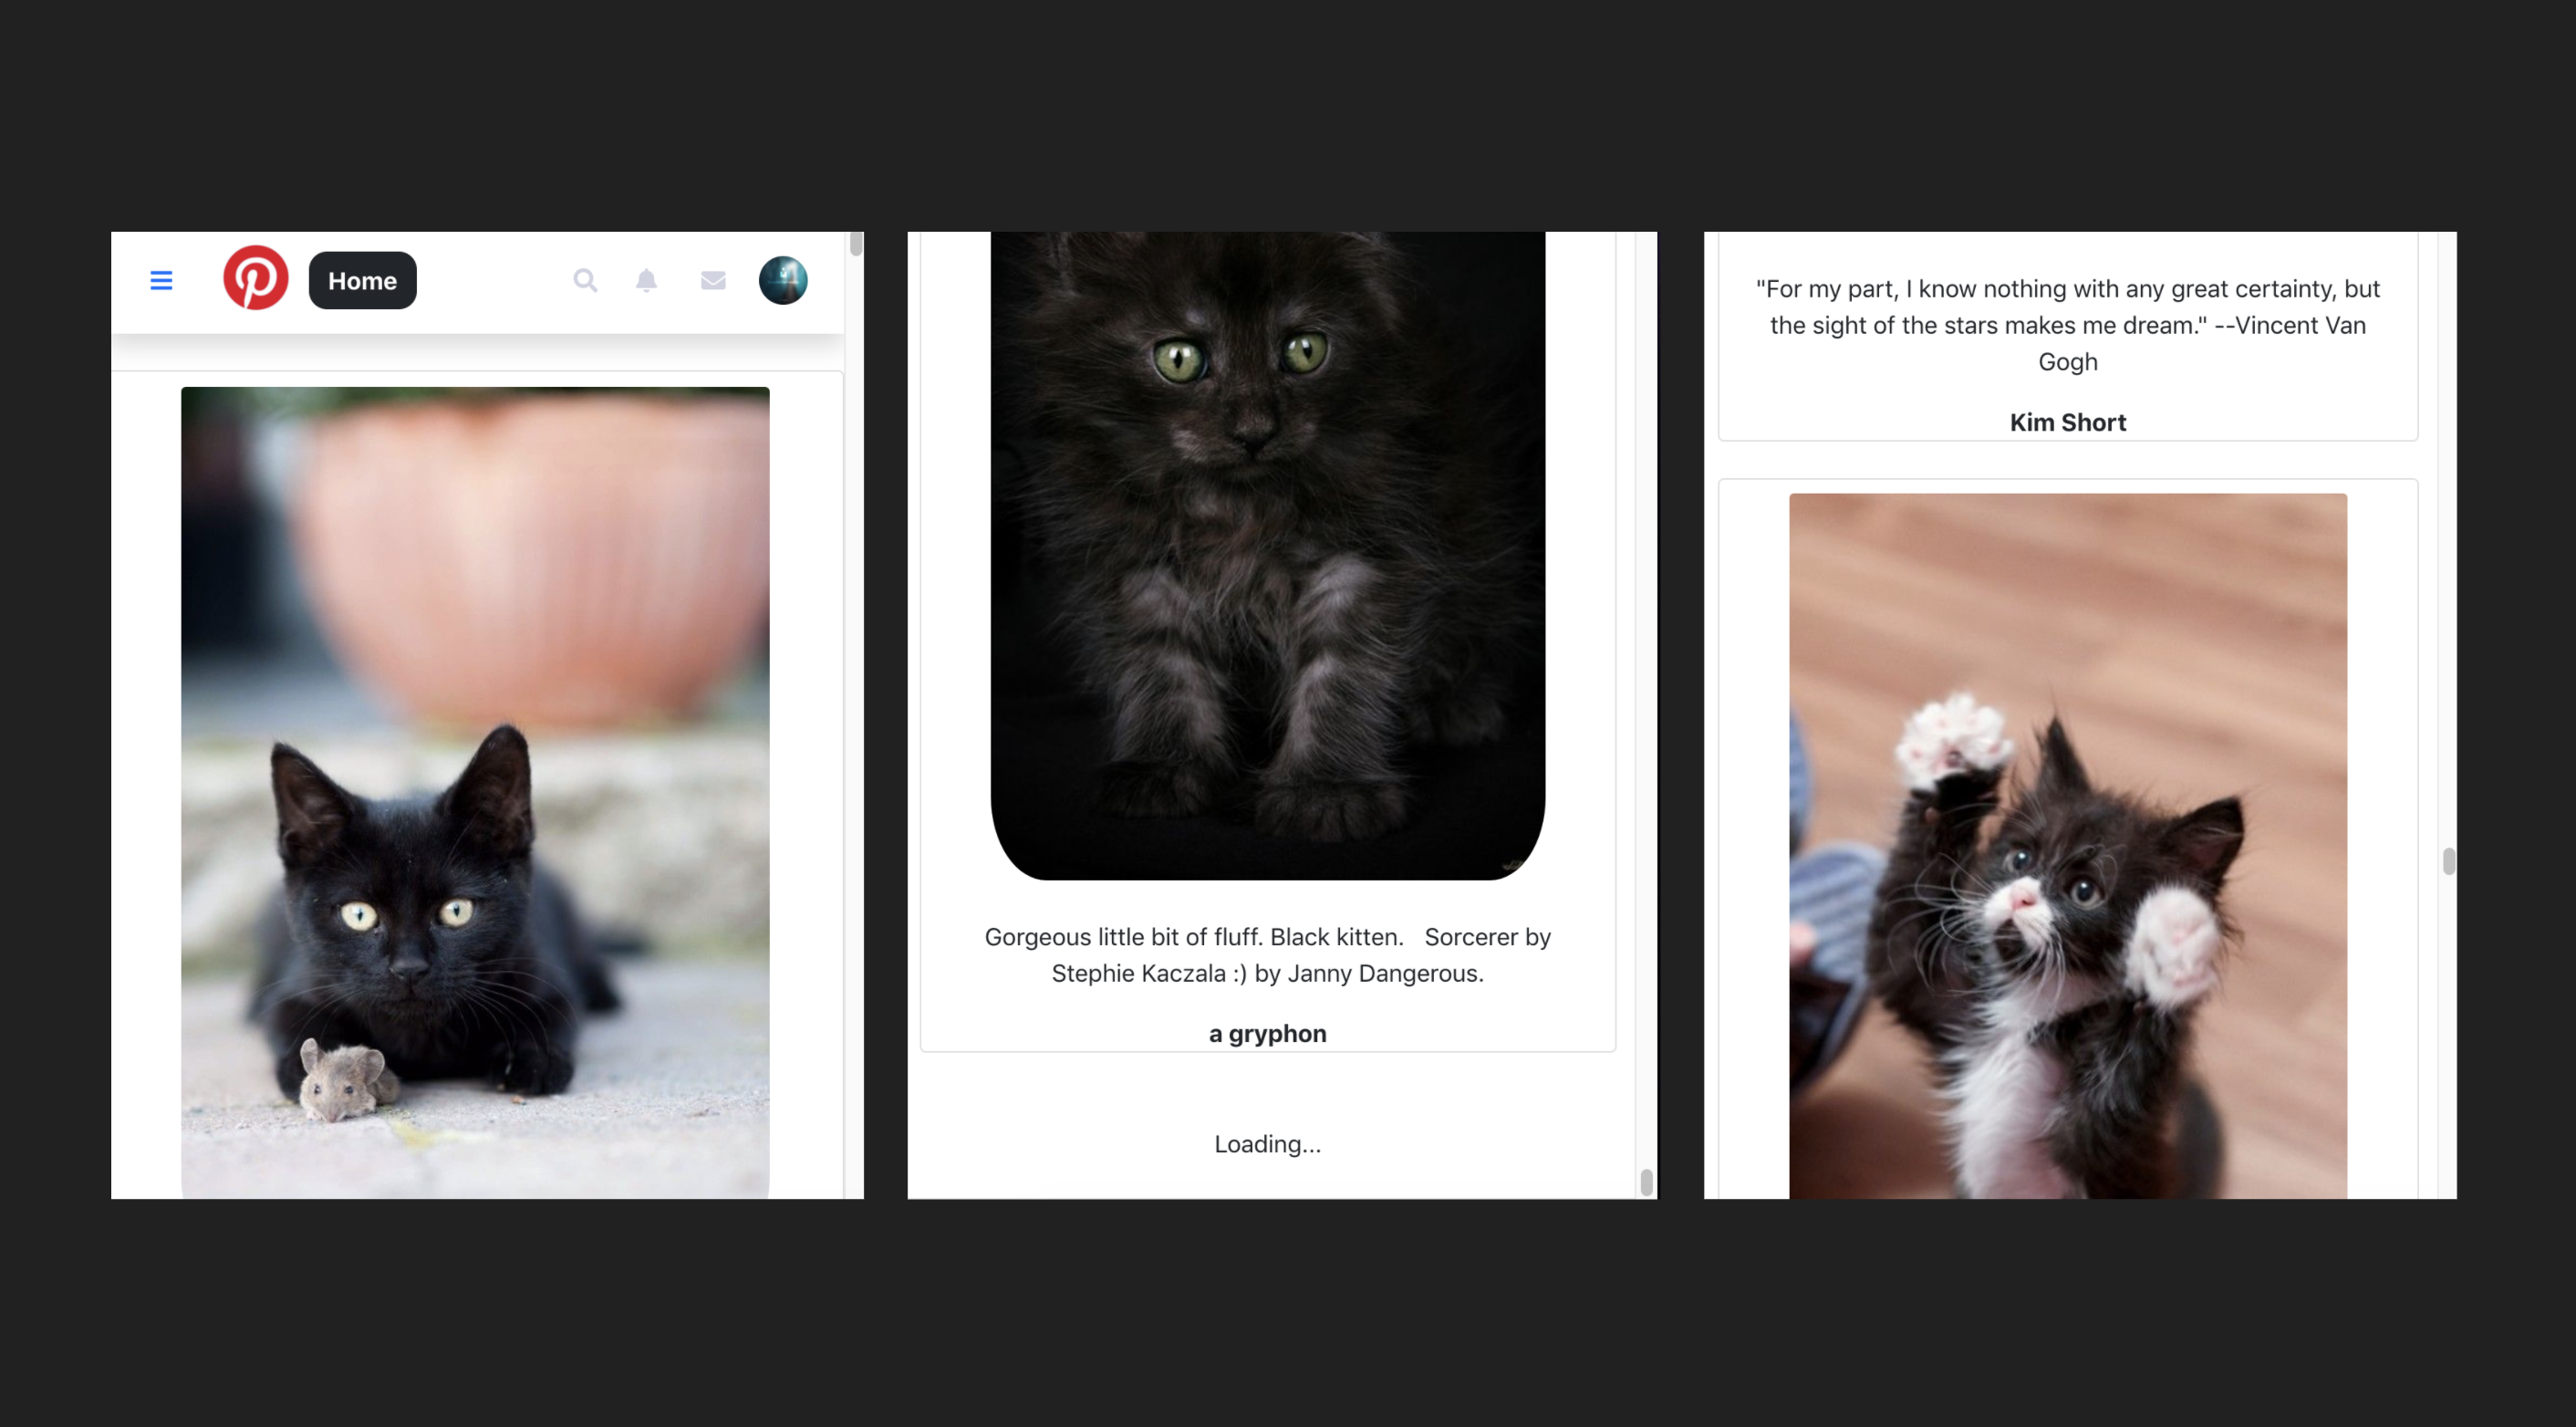 Home
Gorgeous little bit of fluff. Black kitten.   Sorcerer by
Stephie Kaczala :) by Janny Dangerous.
a gryphon
Loading...
"For my part, I know nothing with any great certainty, but
the sight of the stars makes me dream." --Vincent Van
Gogh
Kim Short